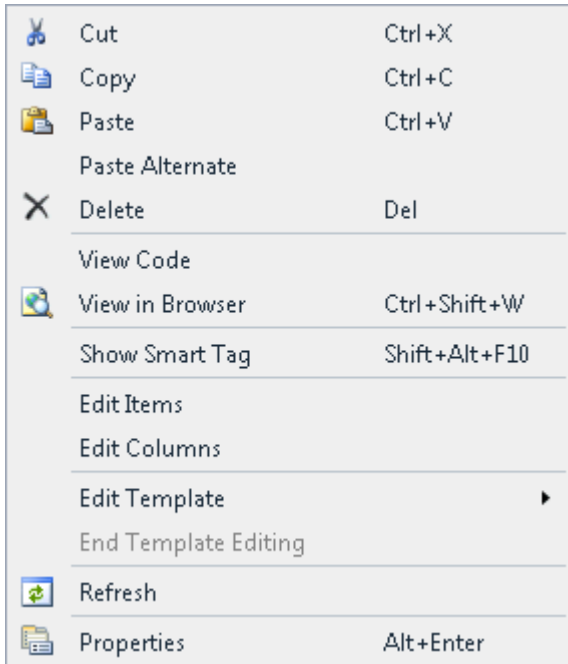 Cut Ctrl+X
Copy Ctrl+C
Paste Ctrl+V
Paste Alternate
Delete Del
View Code
View in Browser Ctrl+Shift+W
Show Smart Tag Shift+Alt+F10
Edit Items
Edit Columns
Edit Template
End Template Editing
Refresh
Properties Alt+Enter